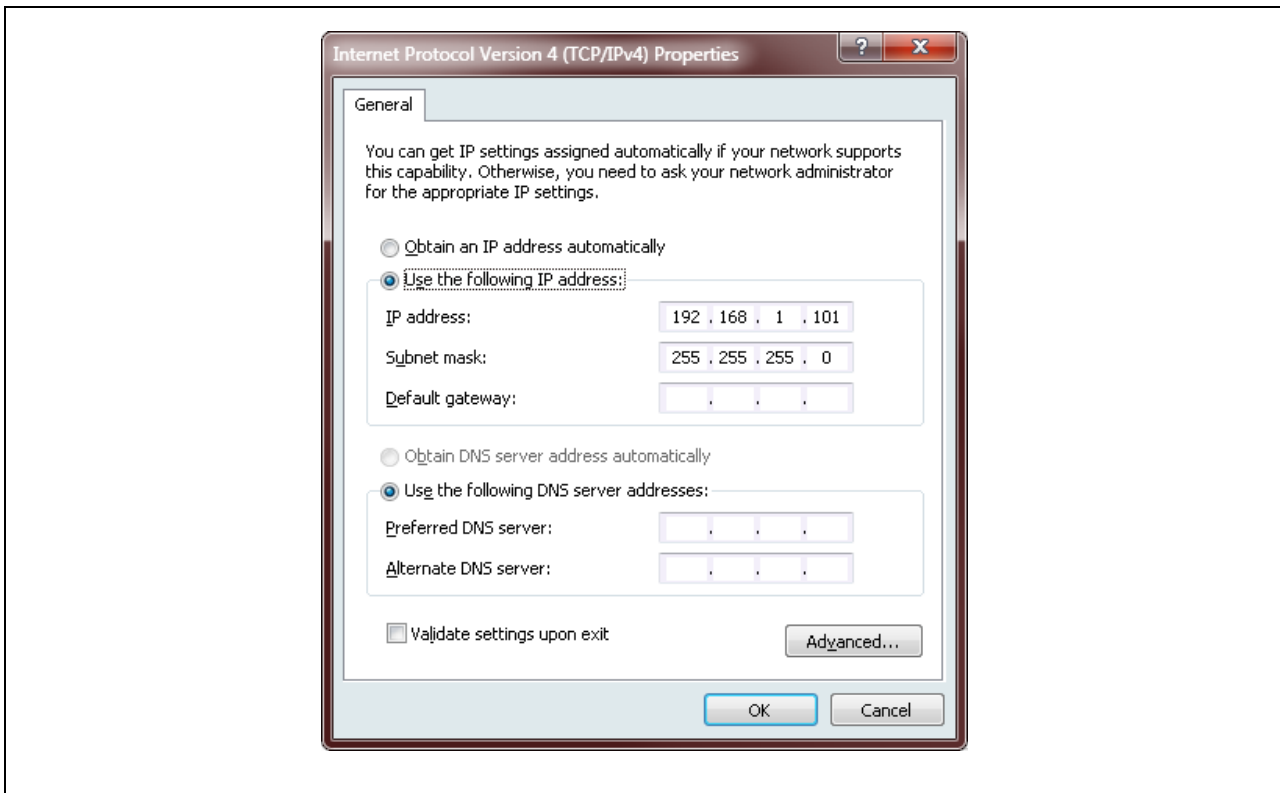 Internet Protocol Version 4 (TCP/IPv4) Properties
General
You can get IP settings assigned automatically if your network supports
this capability. Otherwise, you need to ask your network administrator
for the appropriate IP settings.
Obtain an IP address automatically
Use the following IP address:
IP address: 192 . 168 . 1 . 101
Subnet mask: 255 . 255 . 255 . 0
Default gateway: . . .
Obtain DNS server address automatically
Use the following DNS server addresses:
Preferred DNS server: . . .
Alternate DNS server: . . .
Validate settings upon exit
Advanced...
OK Cancel